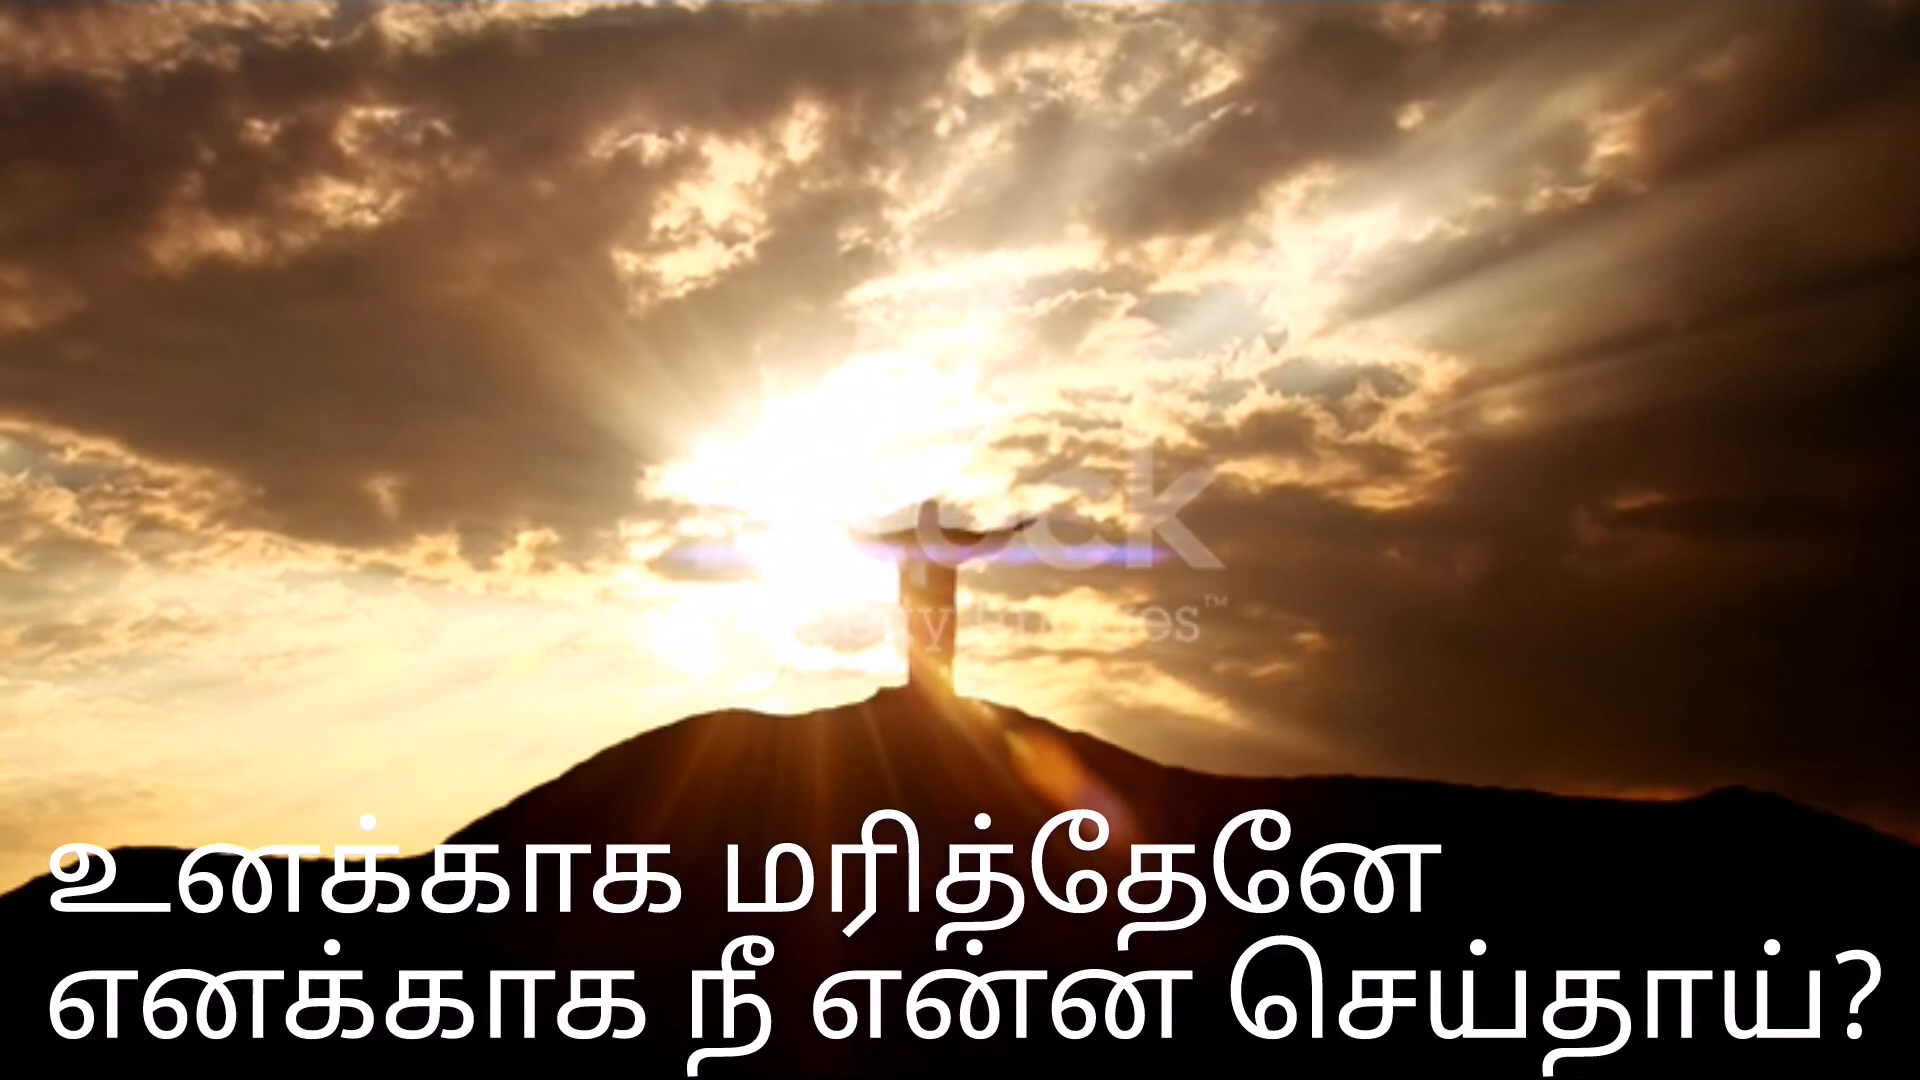 உனக்காக மரித்தேனே
எனக்காக நீ என்ன செய்தாய்?